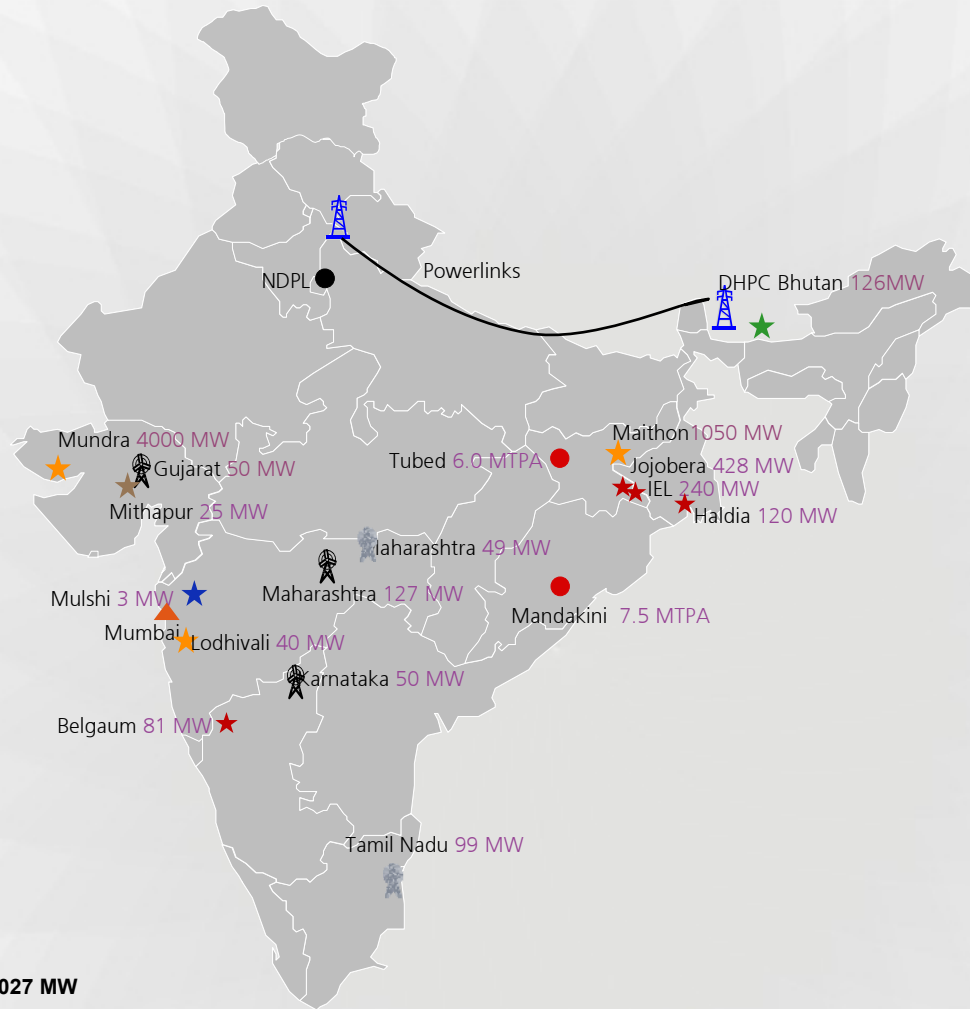 Powerlinks
NDPL
DHPC Bhutan 126MW
Mundra 4000 MW
Maithon1050 MW
Gujarat 50 MW
Tubed 6.0 MTPA
Jojobera 428 MW
IEL 240 MW
Mithapur 25 MW
Haldia 120 MW
aharashtra 49 MW
Maharashtra 127 MW
Mulshi 3 MW
Mandakini 7.5 MTPA
Mumbai
Lodhivali 40 MW
Karnataka 50 MW
Belgaum 81 MW
Tamil Nadu 99 MW
027 MW